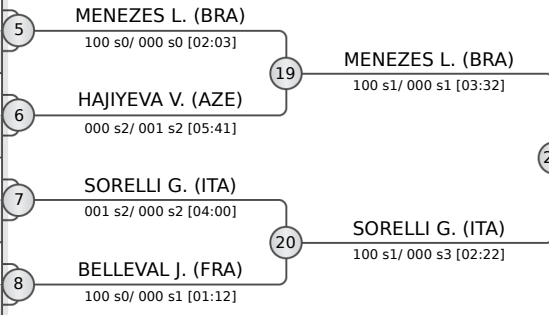 5
MENEZES L. (BRA)
100 s0/ 000 s0 [02:03]
19
MENEZES L. (BRA)
100 s1/ 000 s1 [03:32]
6
HAJIYEVA V. (AZE)
000 s2/ 001 s2 [05:41]
7
SORELLI G. (ITA)
001 s2/ 000 s2 [04:00]
20
SORELLI G. (ITA)
100 s1/ 000 s3 [02:22]
8
BELLEVAL J. (FRA)
100 s0/ 000 s1 [01:12]